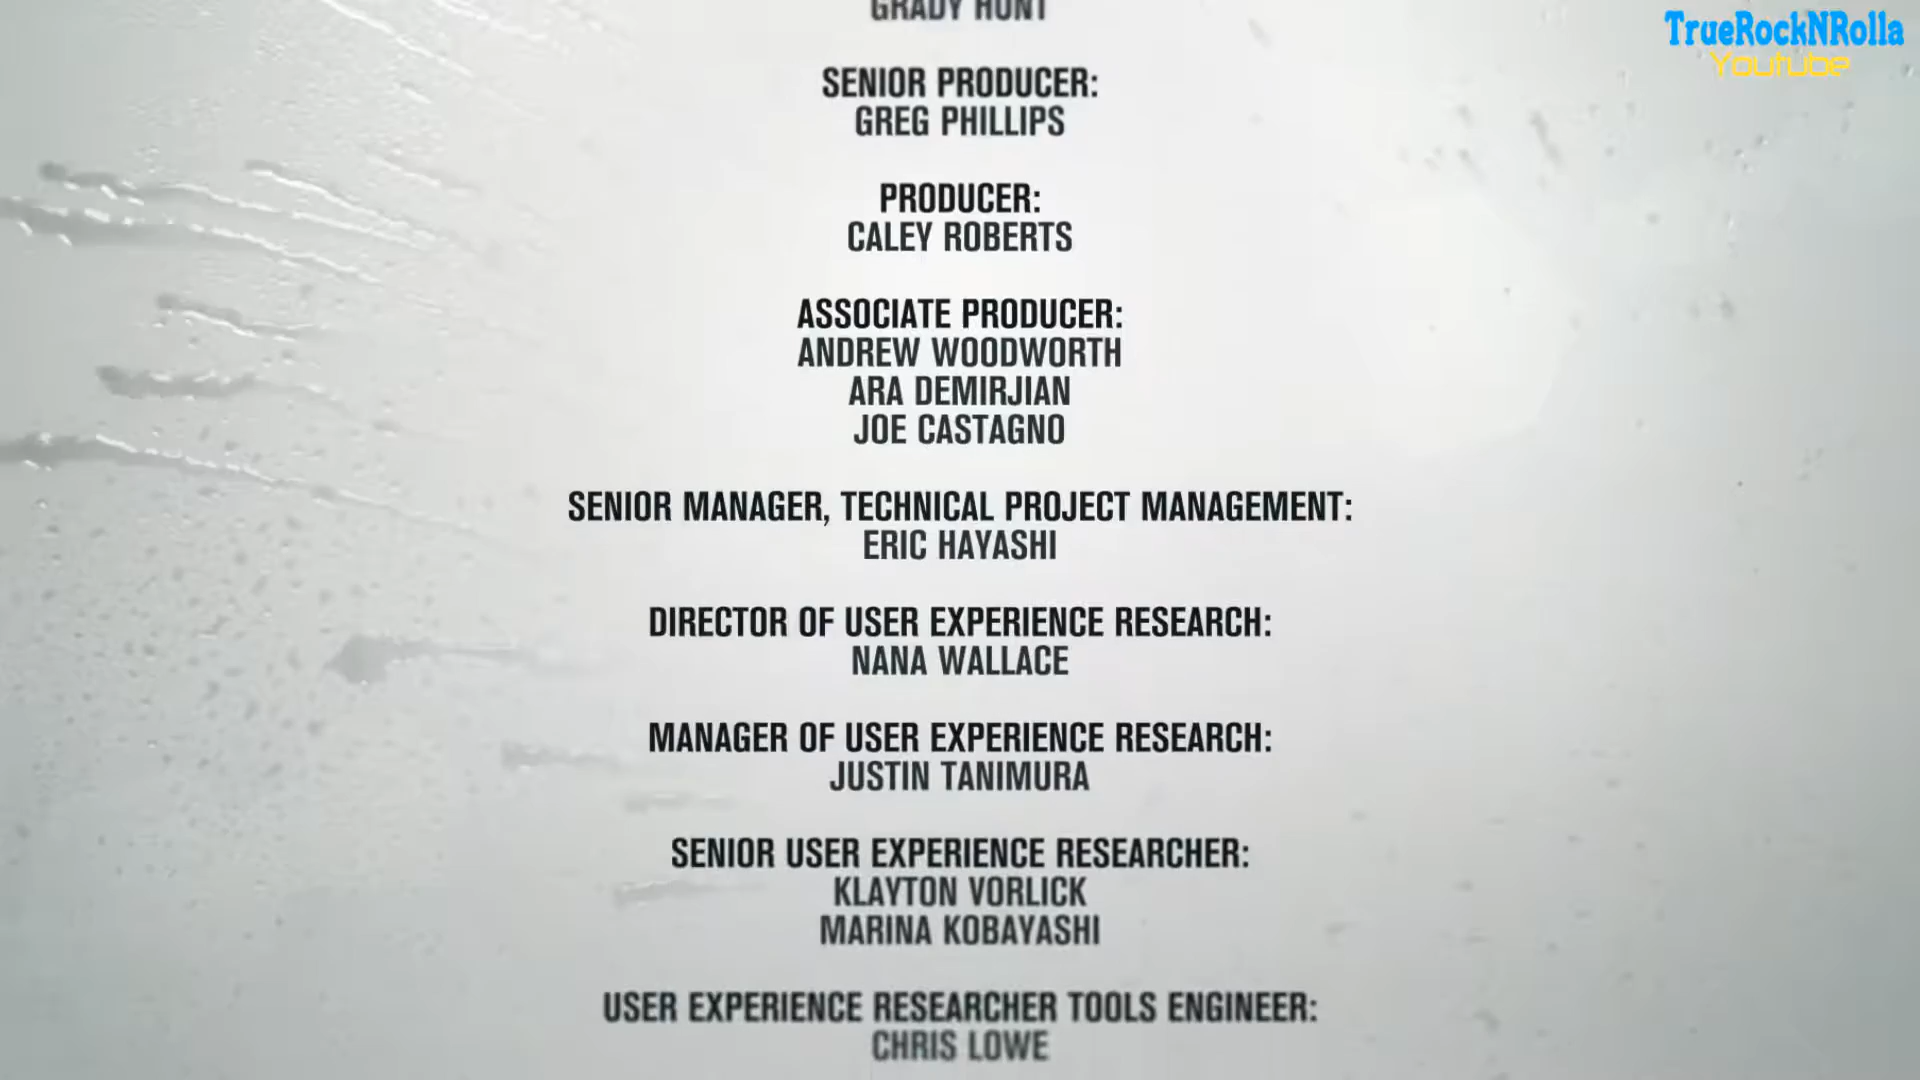 GRADY HUNT
TrueRockNRolla
Youtube
SENIOR PRODUCER:
GREG PHILLIPS
PRODUCER:
CALEY ROBERTS
ASSOCIATE PRODUCER:
ANDREW WOODWORTH
ARA DEMIRJIAN
JOE CASTAGNO
SENIOR MANAGER, TECHNICAL PROJECT MANAGEMENT:
ERIC HAYASHI
DIRECTOR OF USER EXPERIENCE RESEARCH:
NANA WALLACE
MANAGER OF USER EXPERIENCE RESEARCH:
JUSTIN TANIMURA
SENIOR USER EXPERIENCE RESEARCHER:
KLAYTON VORLICK
MARINA KOBAYASHI
USER EXPERIENCE RESEARCHER TOOLS ENGINEER:
CHRIS LOWE